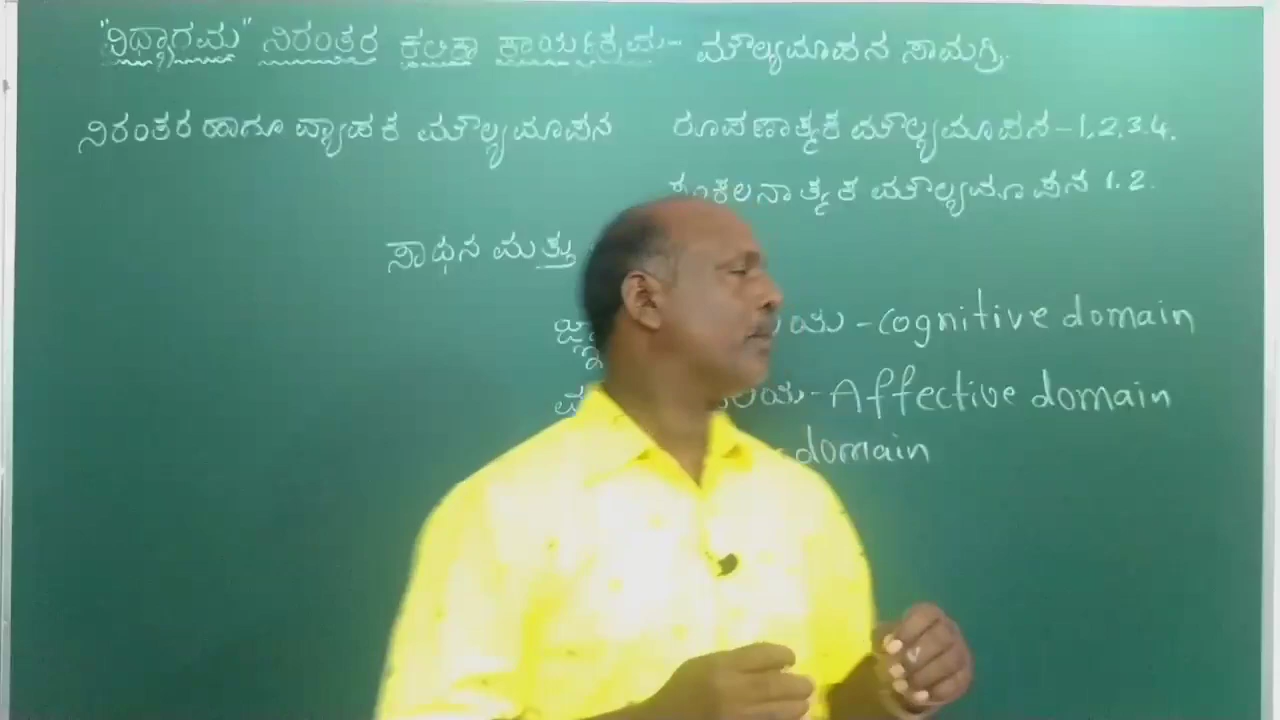 "ವಿದ್ಯಾಗಮ" ನಿರಂತರ ಕಲಿಕಾ ಕಾರ್ಯಕ್ರಮ- ಮೌಲ್ಯಮಾಪನ ಸಾಮಗ್ರಿ.
ನಿರಂತರ ಹಾಗೂ ವ್ಯಾಪಕ ಮೌಲ್ಯಮಾಪನ ರೂಪಣಾತ್ಮಕ ಮೌಲ್ಯಮಾಪನ-1,2,3,4.
ಸಂಕಲನಾತ್ಮಕ ಮೌಲ್ಯಮಾಪನ 1.2.
ಸಾಧನ ಮತ್ತು
-Cognitive domain
-Affective domain
domain